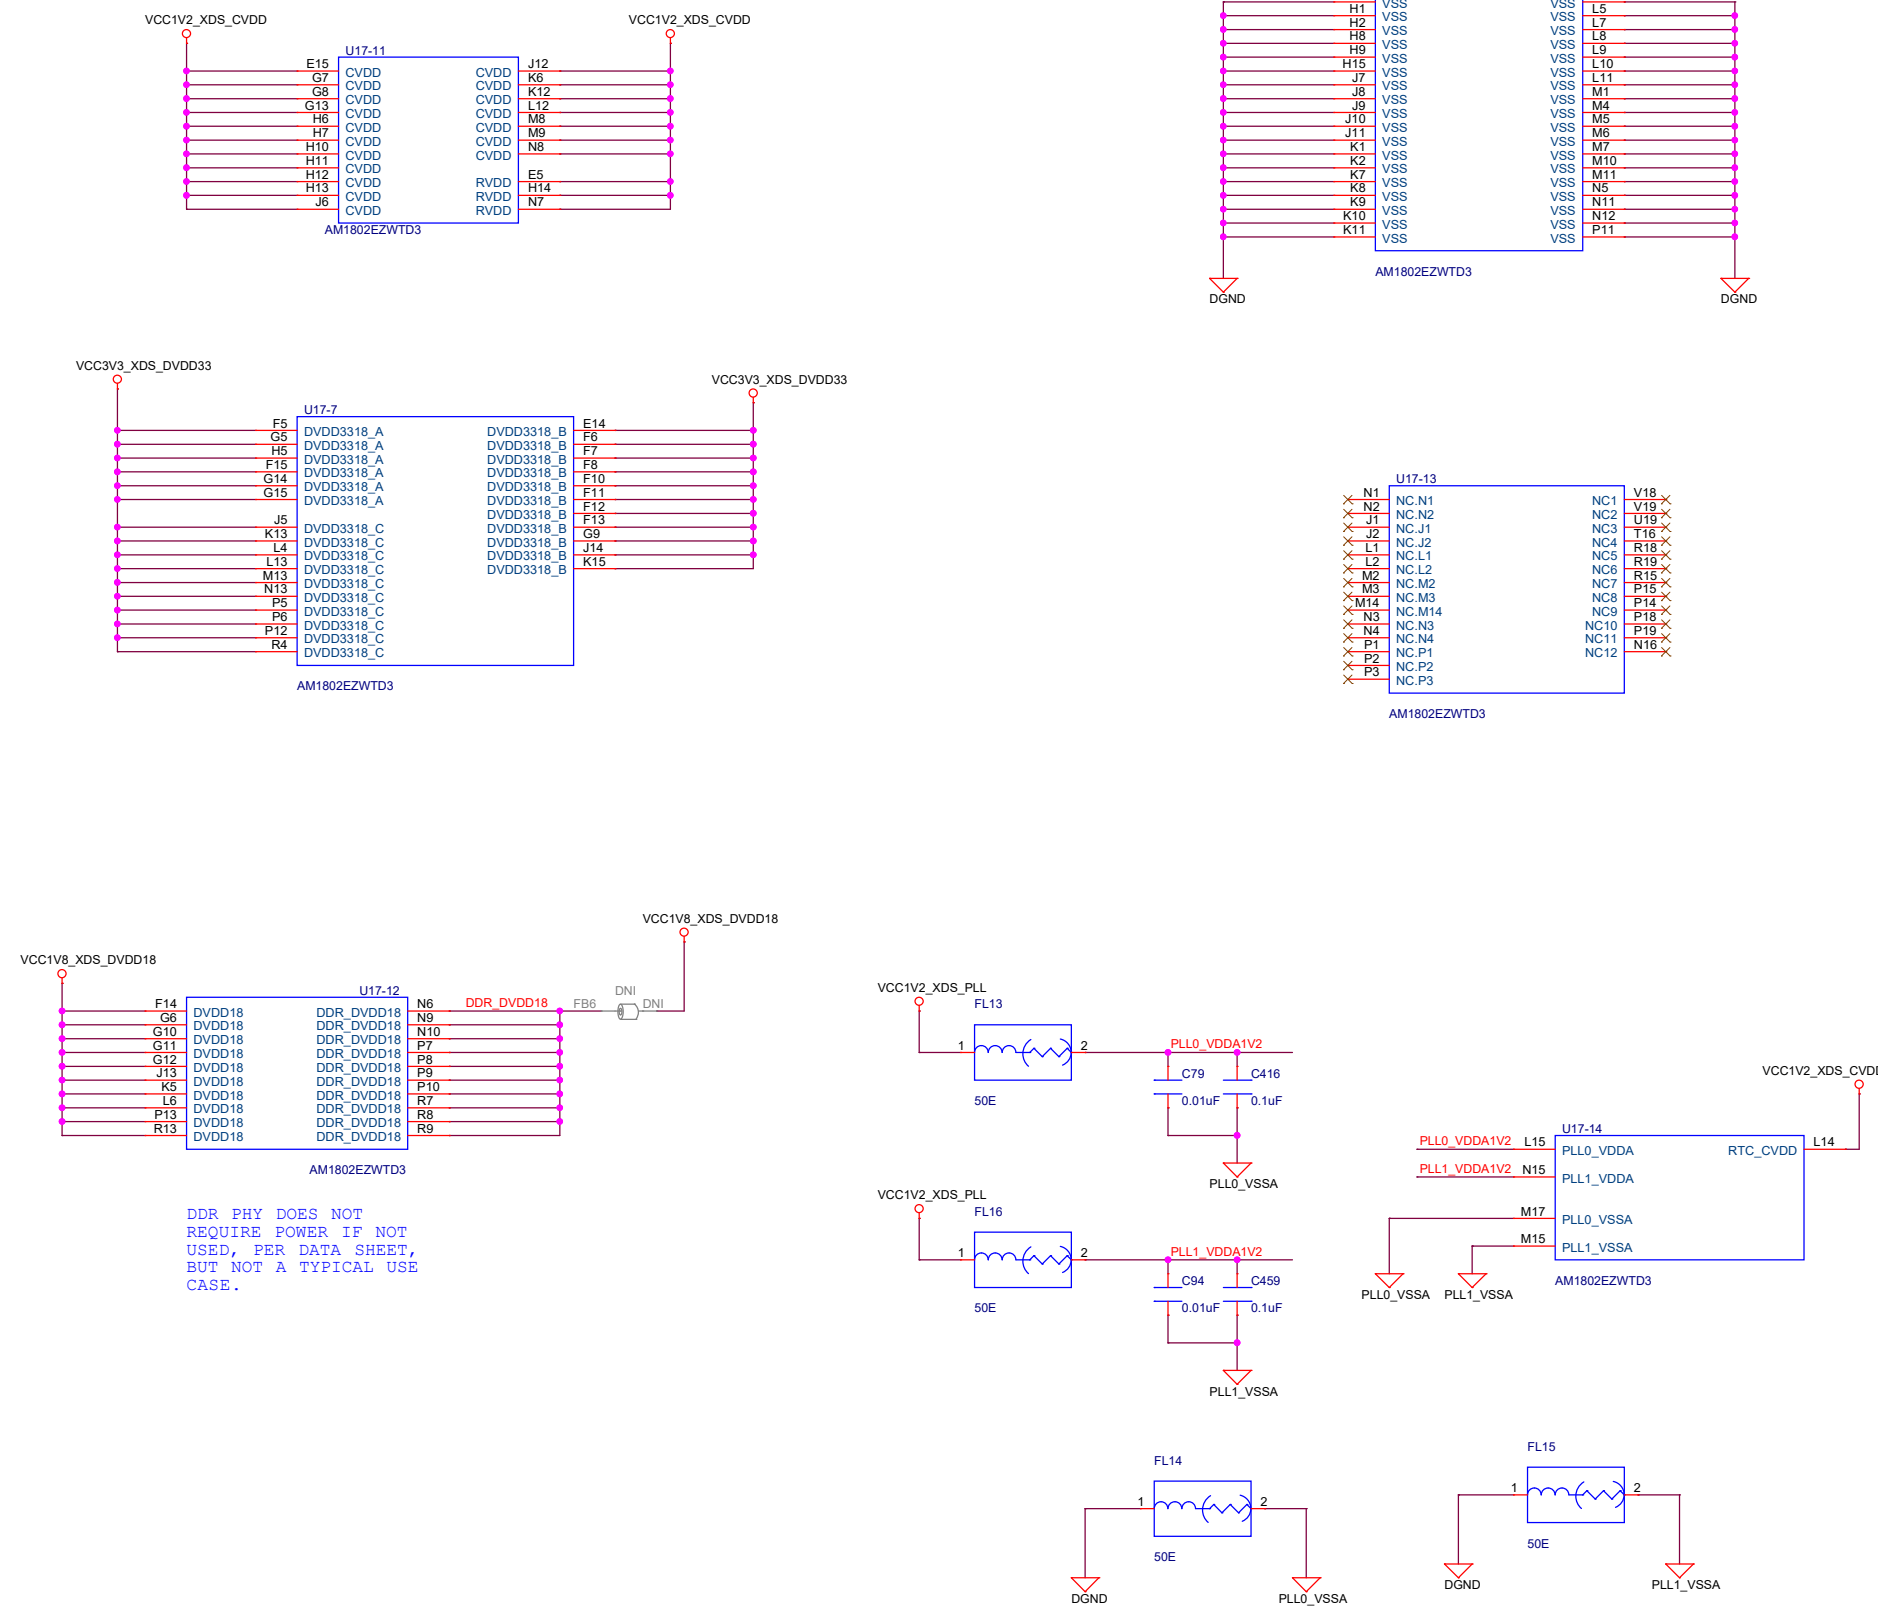 VCC1V2_XDS_CVDD
VCC1V2_XDS_CVDD
U17-11
E15 CVDD CVDD J12
G7 CVDD CVDD K6
G8 CVDD CVDD K12
G13 CVDD CVDD L12
H6 CVDD CVDD M8
H7 CVDD CVDD M9
H10 CVDD CVDD N8
H11 CVDD
H12 CVDD RVDD E5
H13 CVDD RVDD H14
J6 CVDD RVDD N7
AM1802EZWTD3
VSS VSS
H1 VSS VSS L5
H2 VSS VSS L7
H8 VSS VSS L8
H9 VSS VSS L9
H15 VSS VSS L10
J7 VSS VSS L11
J8 VSS VSS M1
J9 VSS VSS M4
J10 VSS VSS M5
J11 VSS VSS M6
K1 VSS VSS M7
K2 VSS VSS M10
K7 VSS VSS M11
K8 VSS VSS N5
K9 VSS VSS N11
K10 VSS VSS N12
K11 VSS VSS P11
AM1802EZWTD3
DGND
DGND
VCC3V3_XDS_DVDD33
VCC3V3_XDS_DVDD33
U17-7
F5 DVDD3318_A DVDD3318_B E14
G5 DVDD3318_A DVDD3318_B F6
H5 DVDD3318_A DVDD3318_B F7
F15 DVDD3318_A DVDD3318_B F8
G14 DVDD3318_A DVDD3318_B F10
G15 DVDD3318_A DVDD3318_B F11
DVDD3318_B F12
J5 DVDD3318_C DVDD3318_B F13
K13 DVDD3318_C DVDD3318_B G9
L4 DVDD3318_C DVDD3318_B J14
L13 DVDD3318_C DVDD3318_B K15
M13 DVDD3318_C
N13 DVDD3318_C
P5 DVDD3318_C
P6 DVDD3318_C
P12 DVDD3318_C
R4 DVDD3318_C
AM1802EZWTD3
U17-13
N1 NC.N1 NC1 V18
N2 NC.N2 NC2 V19
J1 NC.J1 NC3 U19
J2 NC.J2 NC4 T16
L1 NC.L1 NC5 R18
L2 NC.L2 NC6 R19
M2 NC.M2 NC7 R15
M3 NC.M3 NC8 P15
M14 NC.M14 NC9 P14
N3 NC.N3 NC10 P18
N4 NC.N4 NC11 P19
P1 NC.P1 NC12 N16
P2 NC.P2
P3 NC.P3
AM1802EZWTD3
VCC1V8_XDS_DVDD18
VCC1V8_XDS_DVDD18
U17-12
DDR_DVDD18 FB6 DNI DNI
F14 DVDD18 DDR_DVDD18 N6
G6 DVDD18 DDR_DVDD18 N9
G10 DVDD18 DDR_DVDD18 N10
G11 DVDD18 DDR_DVDD18 P7
G12 DVDD18 DDR_DVDD18 P8
J13 DVDD18 DDR_DVDD18 P9
K5 DVDD18 DDR_DVDD18 P10
L6 DVDD18 DDR_DVDD18 R7
P13 DVDD18 DDR_DVDD18 R8
R13 DVDD18 DDR_DVDD18 R9
AM1802EZWTD3
DDR PHY DOES NOT
REQUIRE POWER IF NOT
USED, PER DATA SHEET,
BUT NOT A TYPICAL USE
CASE.
VCC1V2_XDS_PLL
FL13
1 2 PLL0_VDDA1V2
50E
C79 C416
0.01uF 0.1uF
PLL0_VSSA
VCC1V2_XDS_PLL
FL16
1 2 PLL1_VDDA1V2
50E
C94 C459
0.01uF 0.1uF
PLL1_VSSA
VCC1V2_XDS_CVDD
U17-14
PLL0_VDDA1V2 L15 PLL0_VDDA RTC_CVDD L14
PLL1_VDDA1V2 N15 PLL1_VDDA
M17 PLL0_VSSA
M15 PLL1_VSSA
AM1802EZWTD3
PLL0_VSSA PLL1_VSSA
FL14
1 2
50E
DGND PLL0_VSSA
FL15
1 2
50E
DGND PLL1_VSSA